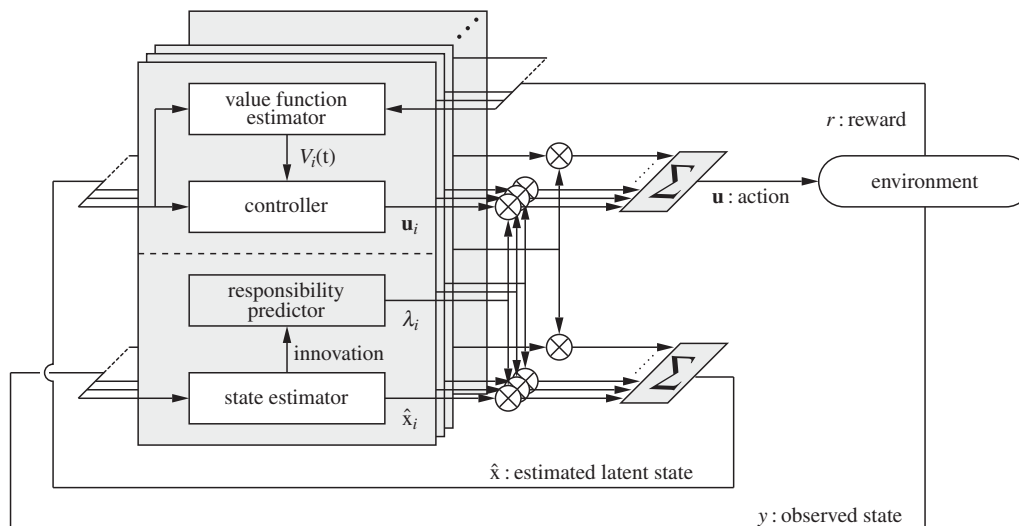 value function
estimator
r : reward
V_i(t)
environment
controller
u_i
Σ
u : action
responsibility
predictor
λ_i
innovation
state estimator
x̂_i
Σ
x̂ : estimated latent state
y : observed state